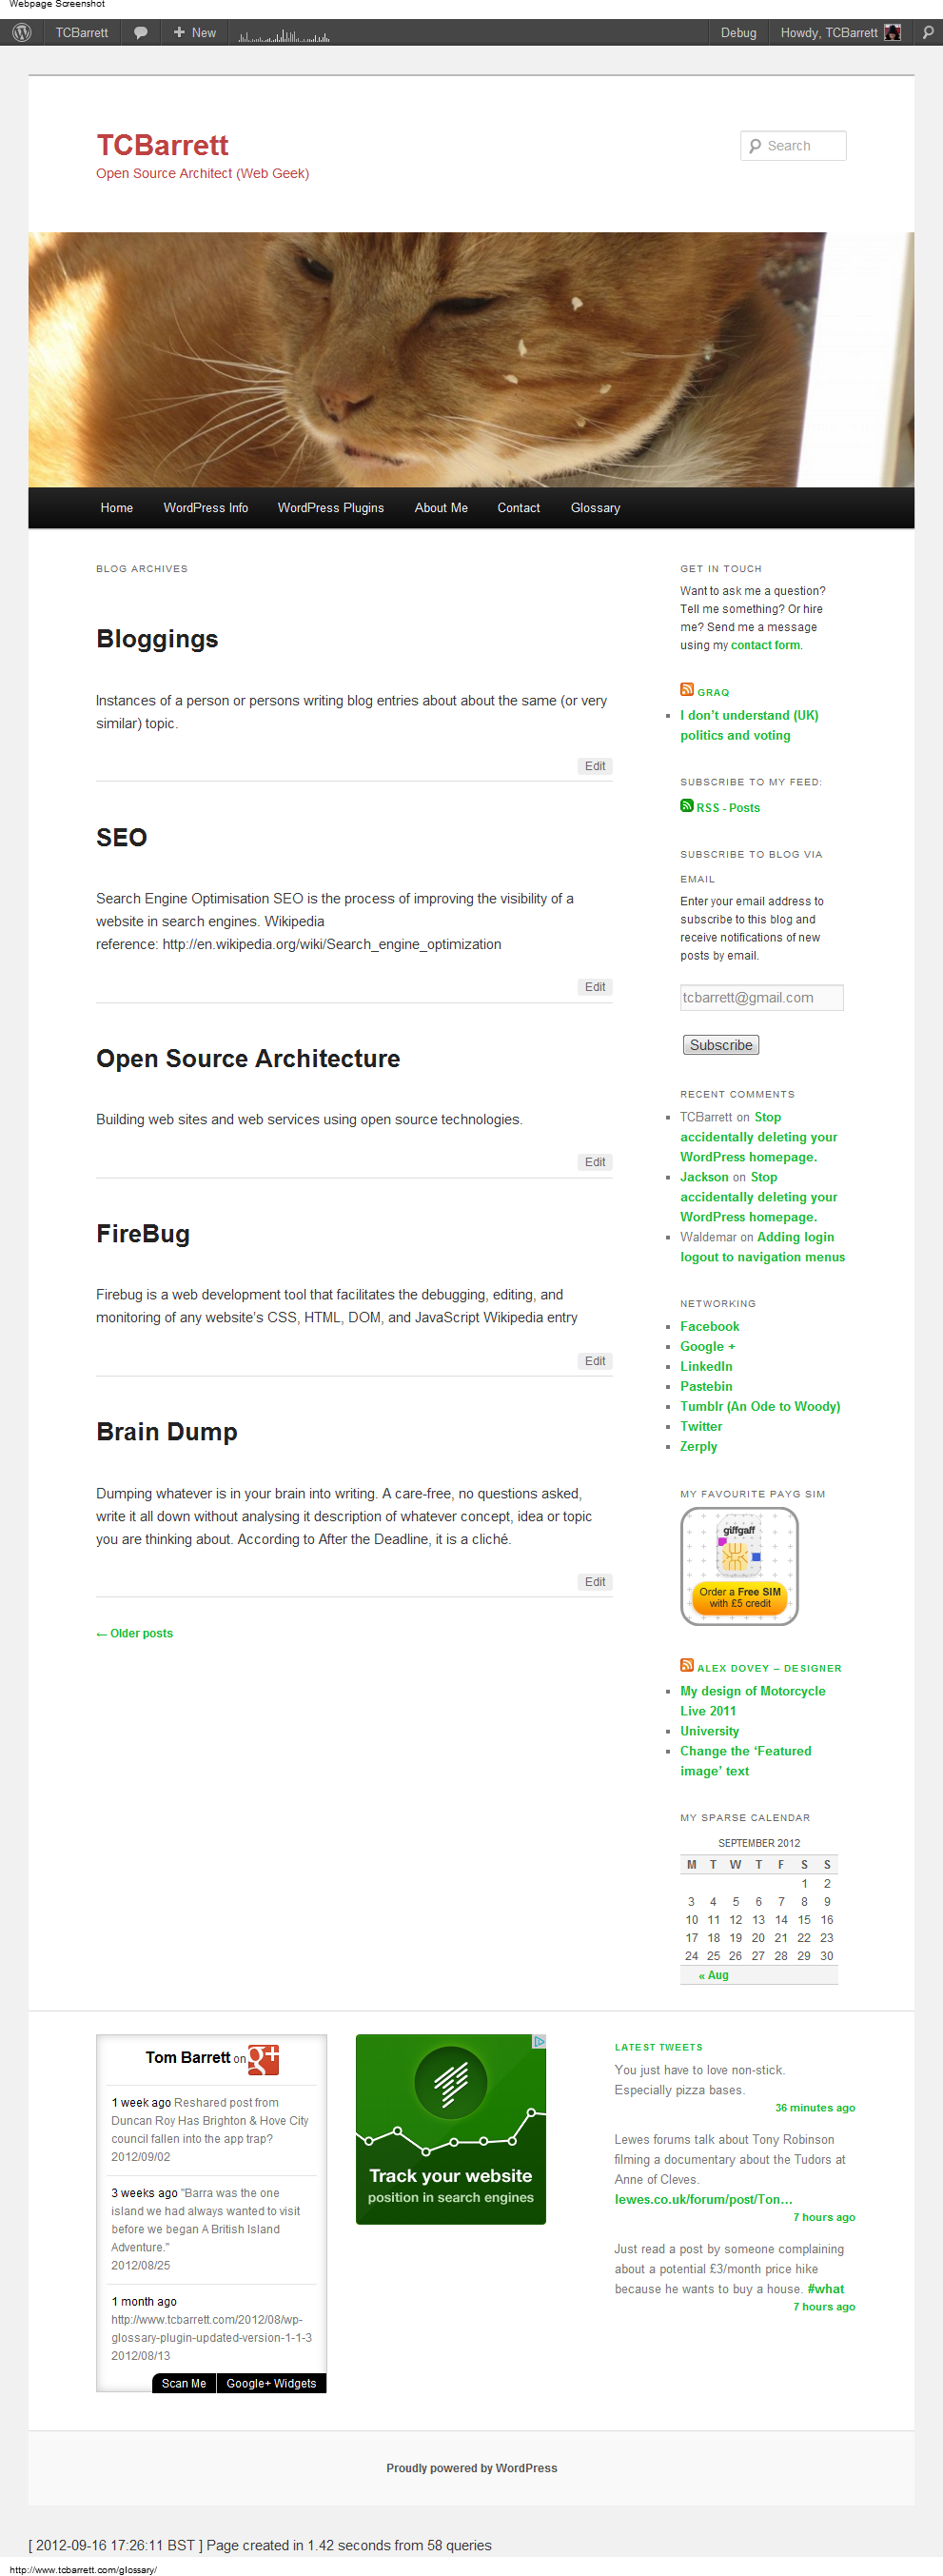 Webpage Screenshot
TCBarrett
New
Debug
Howdy, TCBarrett
TCBarrett
Open Source Architect (Web Geek)
Search
Home
WordPress Info
WordPress Plugins
About Me
Contact
Glossary
BLOG ARCHIVES
Bloggings
Instances of a person or persons writing blog entries about about the same (or very
similar) topic.
Edit
SEO
Search Engine Optimisation SEO is the process of improving the visibility of a
website in search engines. Wikipedia
reference: http://en.wikipedia.org/wiki/Search_engine_optimization
Edit
Open Source Architecture
Building web sites and web services using open source technologies.
Edit
FireBug
Firebug is a web development tool that facilitates the debugging, editing, and
monitoring of any website's CSS, HTML, DOM, and JavaScript Wikipedia entry
Edit
Brain Dump
Dumping whatever is in your brain into writing. A care-free, no questions asked,
write it all down without analysing it description of whatever concept, idea or topic
you are thinking about. According to After the Deadline, it is a cliché.
Edit
← Older posts
GET IN TOUCH
Want to ask me a question?
Tell me something? Or hire
me? Send me a message
using my contact form.
GRAQ
I don't understand (UK)
politics and voting
SUBSCRIBE TO MY FEED:
RSS - Posts
SUBSCRIBE TO BLOG VIA
EMAIL
Enter your email address to
subscribe to this blog and
receive notifications of new
posts by email.
tcbarrett@gmail.com
Subscribe
RECENT COMMENTS
TCBarrett on Stop
accidentally deleting your
WordPress homepage.
Jackson on Stop
accidentally deleting your
WordPress homepage.
Waldemar on Adding login
logout to navigation menus
NETWORKING
Facebook
Google +
LinkedIn
Pastebin
Tumblr (An Ode to Woody)
Twitter
Zerply
MY FAVOURITE PAYG SIM
giffgaff
Order a Free SIM
with £5 credit
ALEX DOVEY – DESIGNER
My design of Motorcycle
Live 2011
University
Change the 'Featured
image' text
MY SPARSE CALENDAR
SEPTEMBER 2012
M T W T F S S
1 2
3 4 5 6 7 8 9
10 11 12 13 14 15 16
17 18 19 20 21 22 23
24 25 26 27 28 29 30
« Aug
Tom Barrett on g+
1 week ago Reshared post from
Duncan Roy Has Brighton & Hove City
council fallen into the app trap?
2012/09/02
3 weeks ago "Barra was the one
island we had always wanted to visit
before we began A British Island
Adventure."
2012/08/25
1 month ago
http://www.tcbarrett.com/2012/08/wp-
glossary-plugin-updated-version-1-1-3
2012/08/13
Scan Me
Google+ Widgets
Track your website
position in search engines
LATEST TWEETS
You just have to love non-stick.
Especially pizza bases.
36 minutes ago
Lewes forums talk about Tony Robinson
filming a documentary about the Tudors at
Anne of Cleves.
lewes.co.uk/forum/post/Ton…
7 hours ago
Just read a post by someone complaining
about a potential £3/month price hike
because he wants to buy a house. #what
7 hours ago
Proudly powered by WordPress
[ 2012-09-16 17:26:11 BST ] Page created in 1.42 seconds from 58 queries
http://www.tcbarrett.com/glossary/